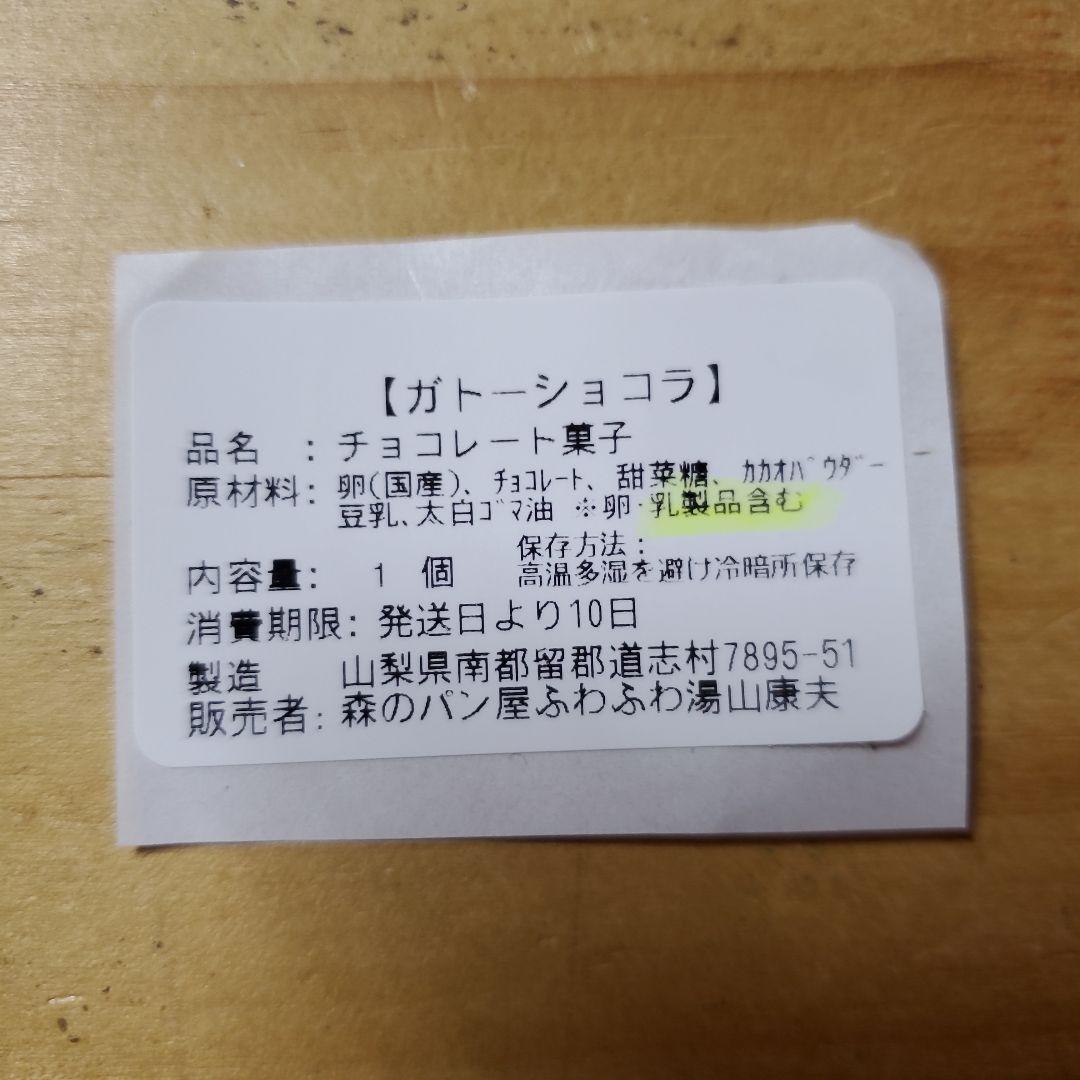 【ガトーショコラ】
品名　：チョコレート菓子
原材料：卵(国産)、ﾁｮｺﾚｰﾄ、甜菜糖、ｶｶｵﾊﾟｳﾀﾞｰ
豆乳、太白ｺﾞﾏ油 ※卵・乳製品含む
保存方法：
内容量：　1 個　高温多湿を避け冷暗所保存
消費期限：発送日より10日
製造　山梨県南都留郡道志村7895-51
販売者：森のパン屋ふわふわ湯山康夫